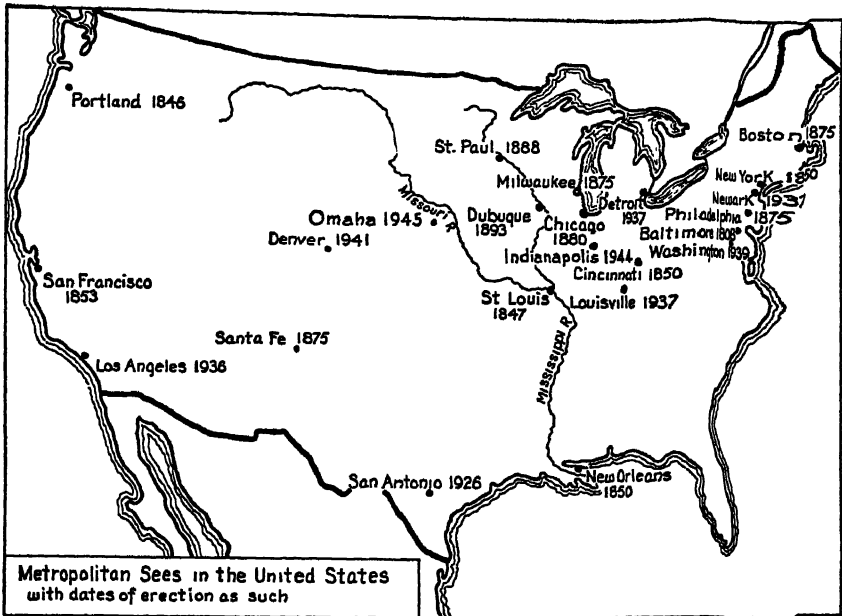 Portland 1846
St. Paul 1888
Boston 1875
Milwaukee 1875
Detroit
1937
New York 1850
Newark 1937
Philadelphia 1875
Baltimore 1808
Washington 1939
Missouri R.
Omaha 1945
Denver 1941
Dubuque
1893
Chicago
1880
Indianapolis 1944
Cincinnati 1850
San Francisco
1853
St Louis
1847
Louisville 1937
Santa Fe 1875
Los Angeles 1936
Mississippi R.
San Antonio 1926
New Orleans
1850
Metropolitan Sees in the United States
with dates of erection as such